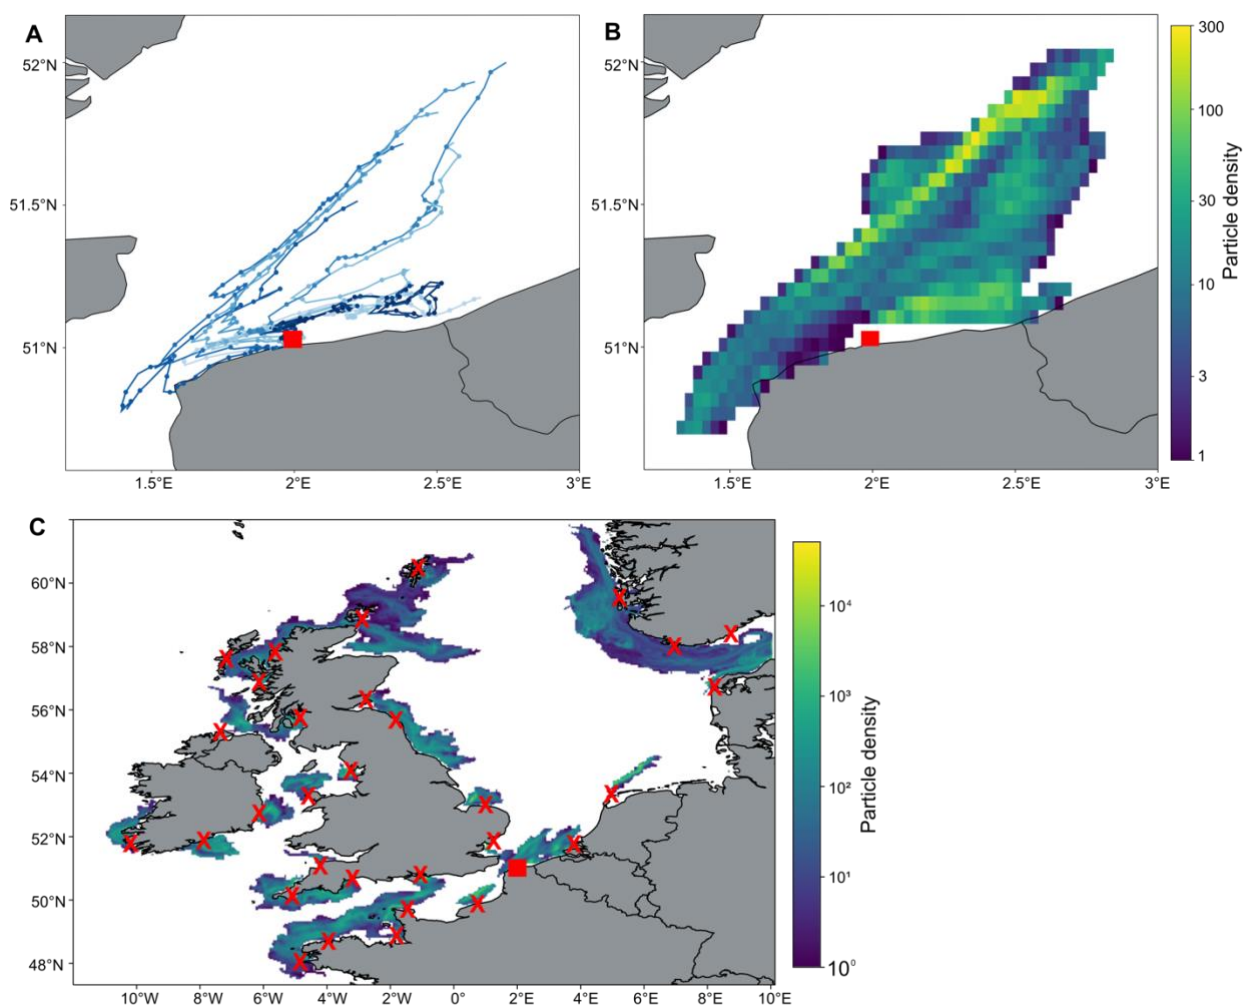 A
52°N
51.5°N
51°N
1.5°E 2°E 2.5°E 3°E
B
52°N
51.5°N
51°N
1.5°E 2°E 2.5°E 3°E
300
100
30
10
3
1
Particle density
C
60°N
58°N
56°N
54°N
52°N
50°N
48°N
10°W 8°W 6°W 4°W 2°W 0° 2°E 4°E 6°E 8°E 10°E
10⁴
10³
10²
10¹
10⁰
Particle density